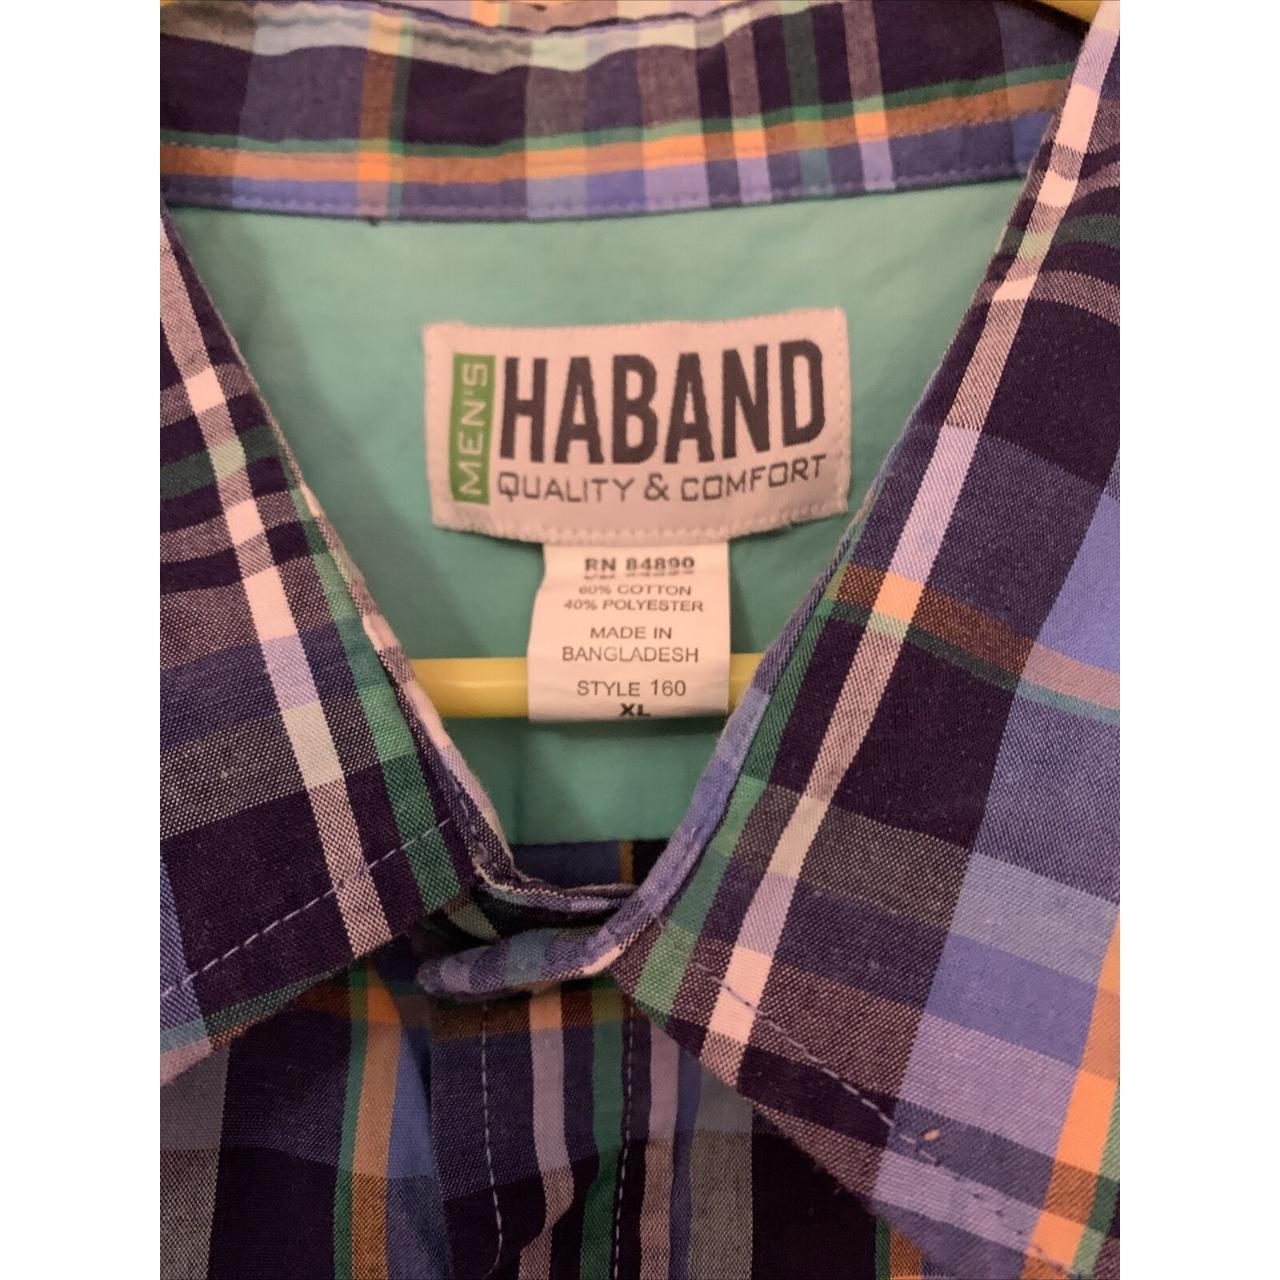 MEN'S
HABAND
QUALITY & COMFORT
RN 84890
60% COTTON
40% POLYESTER
MADE IN
BANGLADESH
STYLE 160
XL